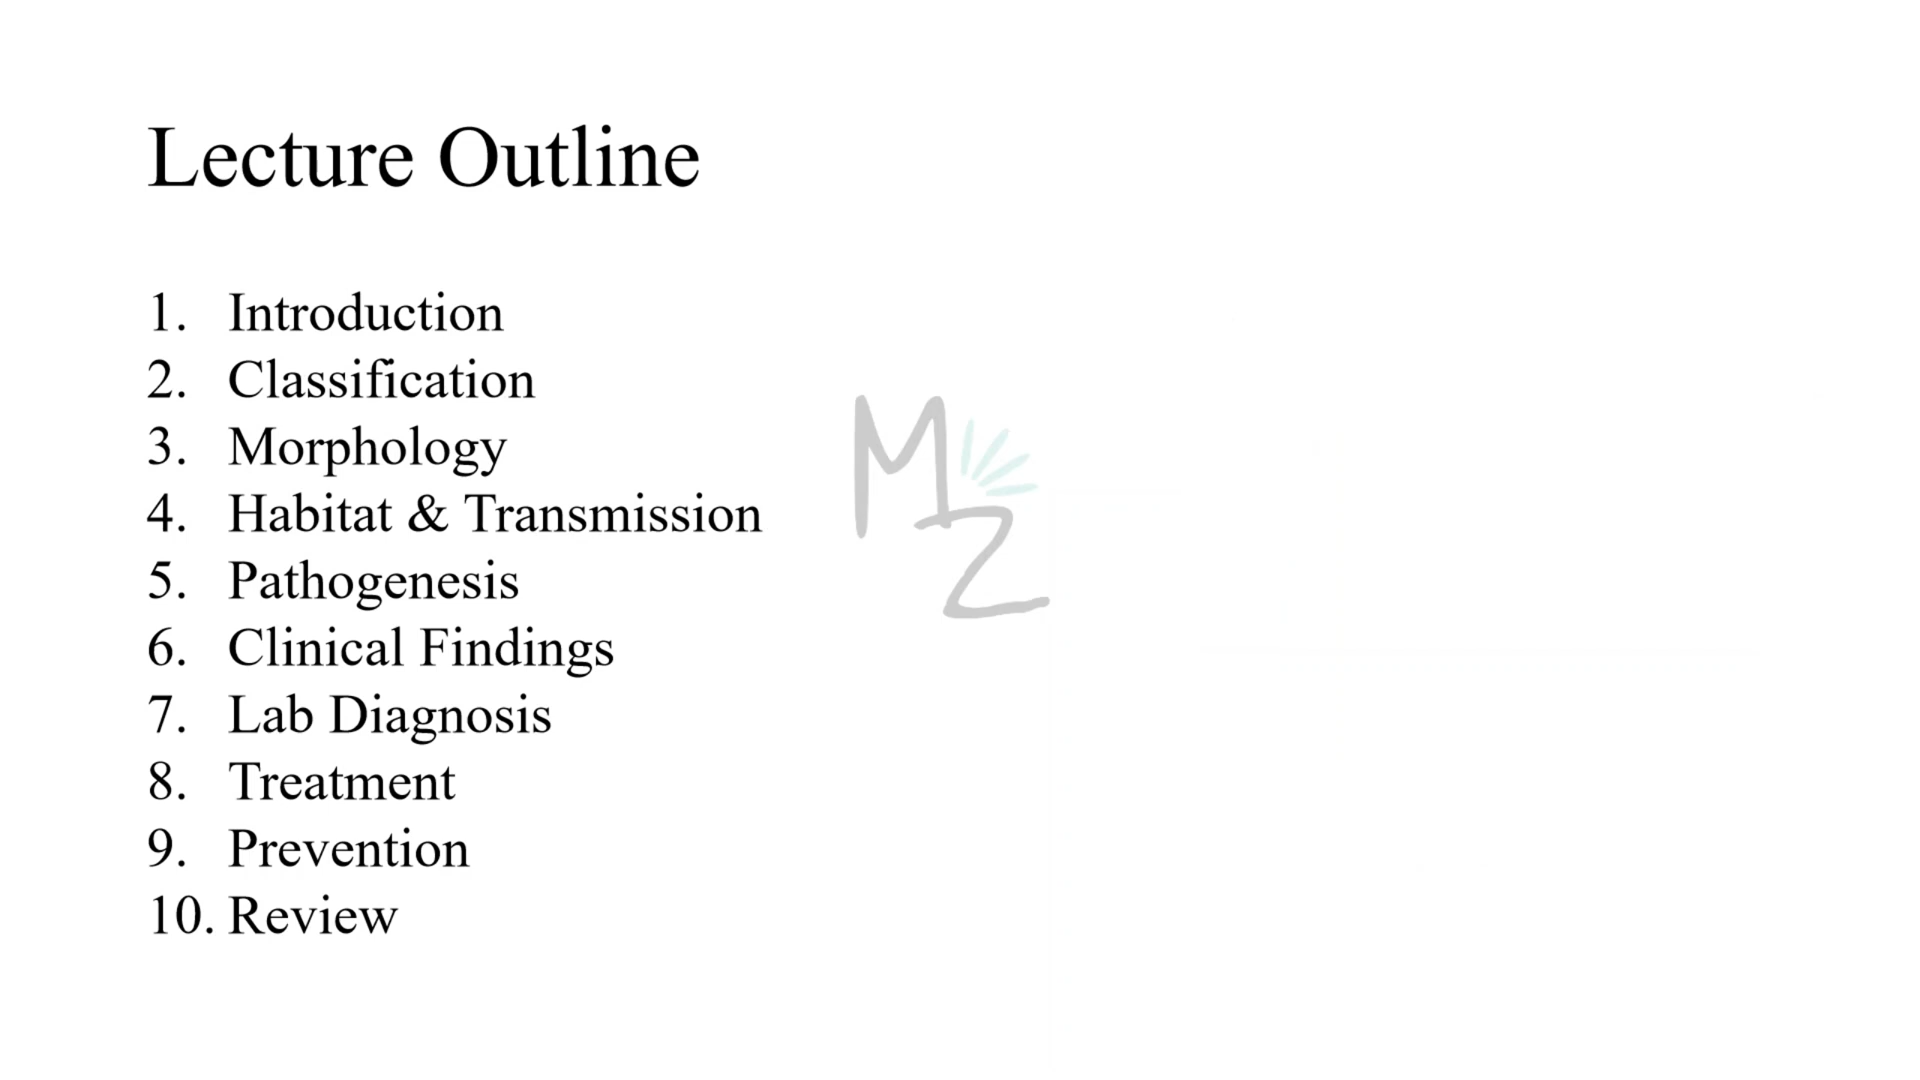 Lecture Outline
1. Introduction
2. Classification
3. Morphology
4. Habitat & Transmission
5. Pathogenesis
6. Clinical Findings
7. Lab Diagnosis
8. Treatment
9. Prevention
10. Review
MZ